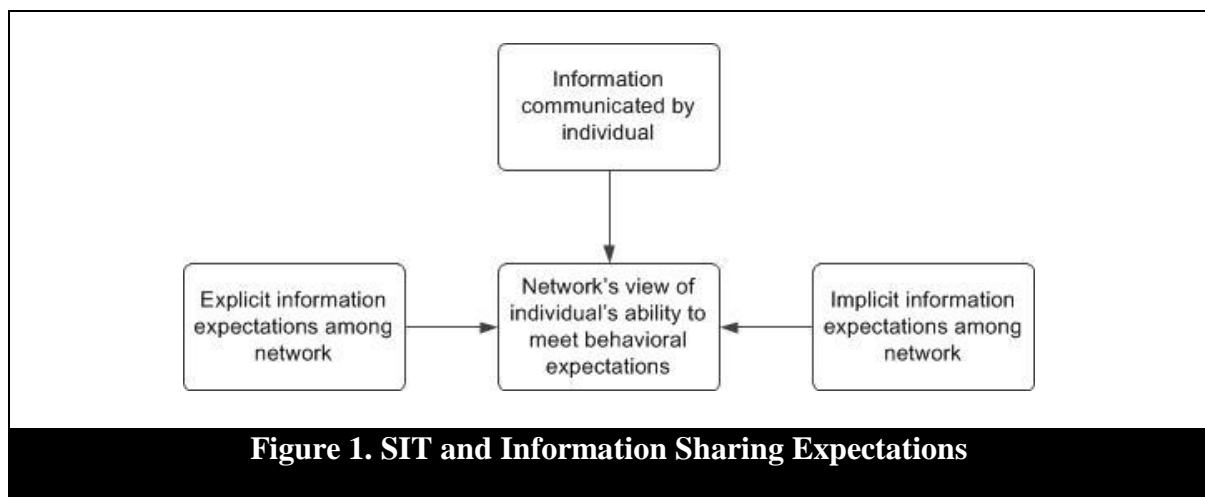 Information
communicated by
individual
Explicit information
expectations among
network
Network's view of
individual's ability to
meet behavioral
expectations
Implicit information
expectations among
network
Figure 1. SIT and Information Sharing Expectations